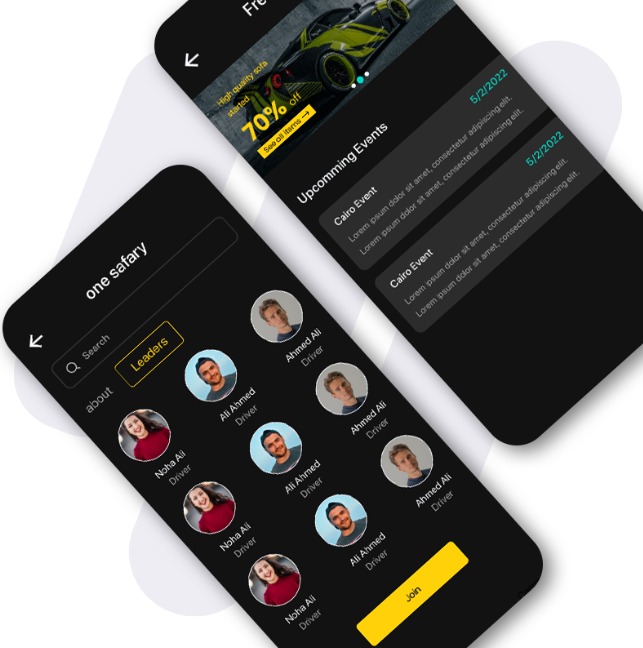 Fre
High quality sofa
started
70% off
See all items →
Upcomming Events
5/2/2022
Cairo Event
Lorem ipsum dolor sit amet, consectetur adipiscing elit.
Lorem ipsum dolor sit amet, consectetur adipiscing elit.
5/2/2022
Cairo Event
Lorem ipsum dolor sit amet, consectetur adipiscing elit.
Lorem ipsum dolor sit amet, consectetur adipiscing elit.
one safary
Search
about
Leaders
Noha Ali
Driver
Ali Ahmed
Driver
Ahmed Ali
Driver
Noha Ali
Driver
Ali Ahmed
Driver
Ahmed Ali
Driver
Noha Ali
Driver
Ali Ahmed
Driver
Ahmed Ali
Driver
Join